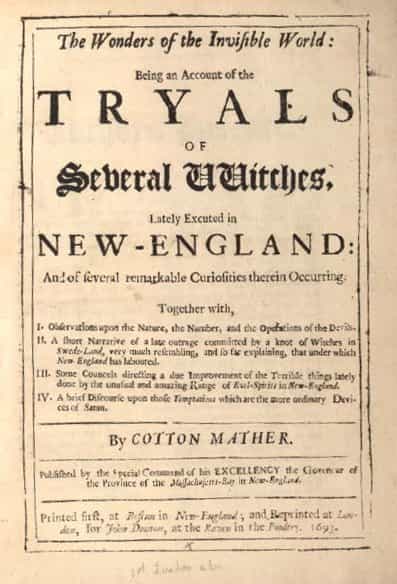 The Wonders of the Inviſible World:
Being an Account of the
TRYALS
OF
Several UUitches,
Lately Excuted in
NEW-ENGLAND:
And of ſeveral remarkable Curioſities therein Occurring.
Together with,
I. Obſervations upon the Nature, the Number, and the Operations of the Devils.
II. A ſhort Narrative of a late outrage committed by a knot of Witches in
Swede-Land, very much reſembling, and ſo far explaining, that under which
New-England has laboured.
III. Some Councels directing a due Improvement of the Terrible things lately
done by the unuſual and amazing Range of Evil-Spirits in New-England.
IV. A brief Diſcourſe upon thoſe Temptations which are the more ordinary Devi-
ces of Satan.
By COTTON MATHER.
Publiſhed by the Special Command of his EXCELLENCY the Govenour of
the Province of the Maſſachuſetts-Bay in New-England.
Printed firſt, at Boſton in New-England; and Reprinted at Lon-
don, for John Dunton, at the Raven in the Poultry. 1693.